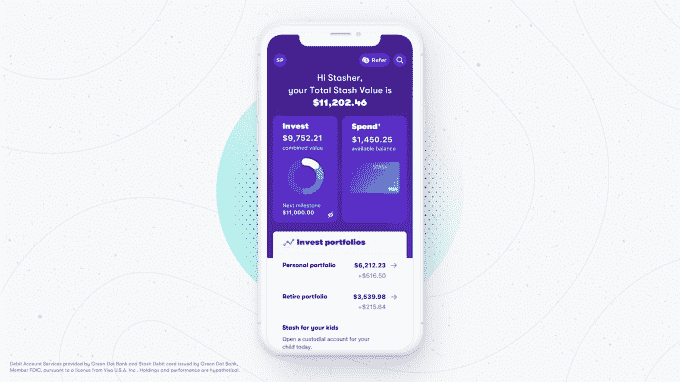 SP
Refer
Hi Stasher,
your Total Stash Value is
$11,202.46
Invest
$9,752.21
combined value
Next milestone
$11,000.00
Spend†
$1,450.25
available balance
STASH
VISA
Invest portfolios
Personal portfolio $6,212.23
+$616.50
Retire portfolio $3,539.98
+$215.64
Stash for your kids
Open a custodial account for your
child today.
Debit Account Services provided by Green Dot Bank and Stash Debit card issued by Green Dot Bank,
Member FDIC, pursuant to a license from Visa U.S.A. Inc. Holdings and performance are hypothetical.